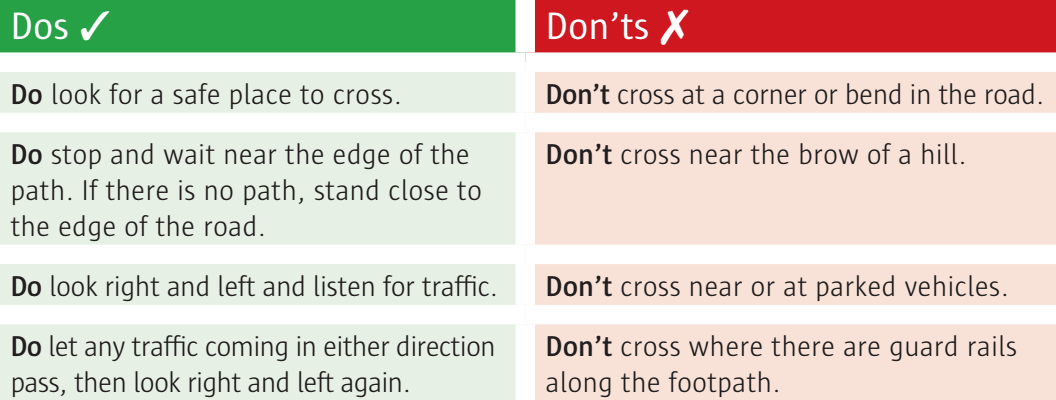 Dos ✓
Don'ts ✗
Do look for a safe place to cross.
Don't cross at a corner or bend in the road.
Do stop and wait near the edge of the
path. If there is no path, stand close to
the edge of the road.
Don't cross near the brow of a hill.
Do look right and left and listen for traffic.
Don't cross near or at parked vehicles.
Do let any traffic coming in either direction
pass, then look right and left again.
Don't cross where there are guard rails
along the footpath.